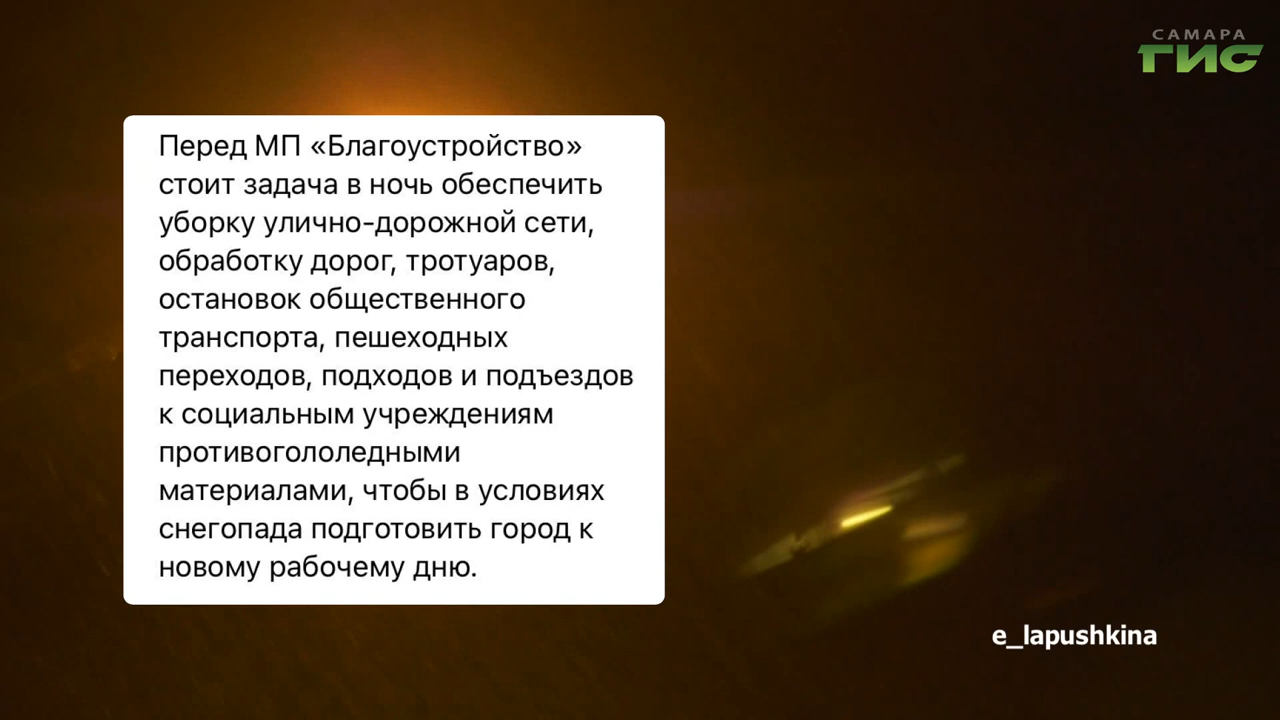 САМАРА
ГИС
Перед МП «Благоустройство»
стоит задача в ночь обеспечить
уборку улично-дорожной сети,
обработку дорог, тротуаров,
остановок общественного
транспорта, пешеходных
переходов, подходов и подъездов
к социальным учреждениям
противогололедными
материалами, чтобы в условиях
снегопада подготовить город к
новому рабочему дню.
e_lapushkina